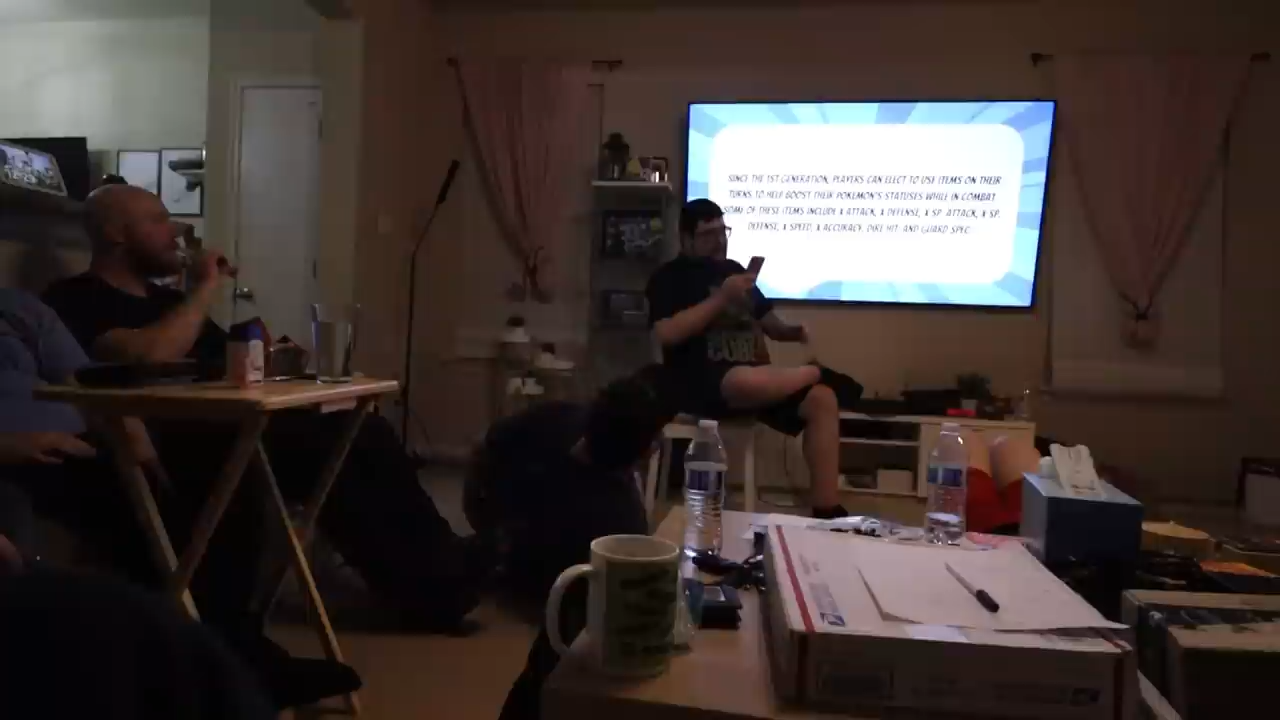 SINCE THE 1ST GENERATION, PLAYERS CAN ELECT TO USE ITEMS ON THEIR
TURNS TO HELP BOOST THEIR POKEMON'S STATUSES WHILE IN COMBAT
SOME OF THESE ITEMS INCLUDE X ATTACK, X DEFENSE, X SP. ATTACK, X SP.
DEFENSE, X SPEED, X ACCURACY, DIRE HIT, AND GUARD SPEC.